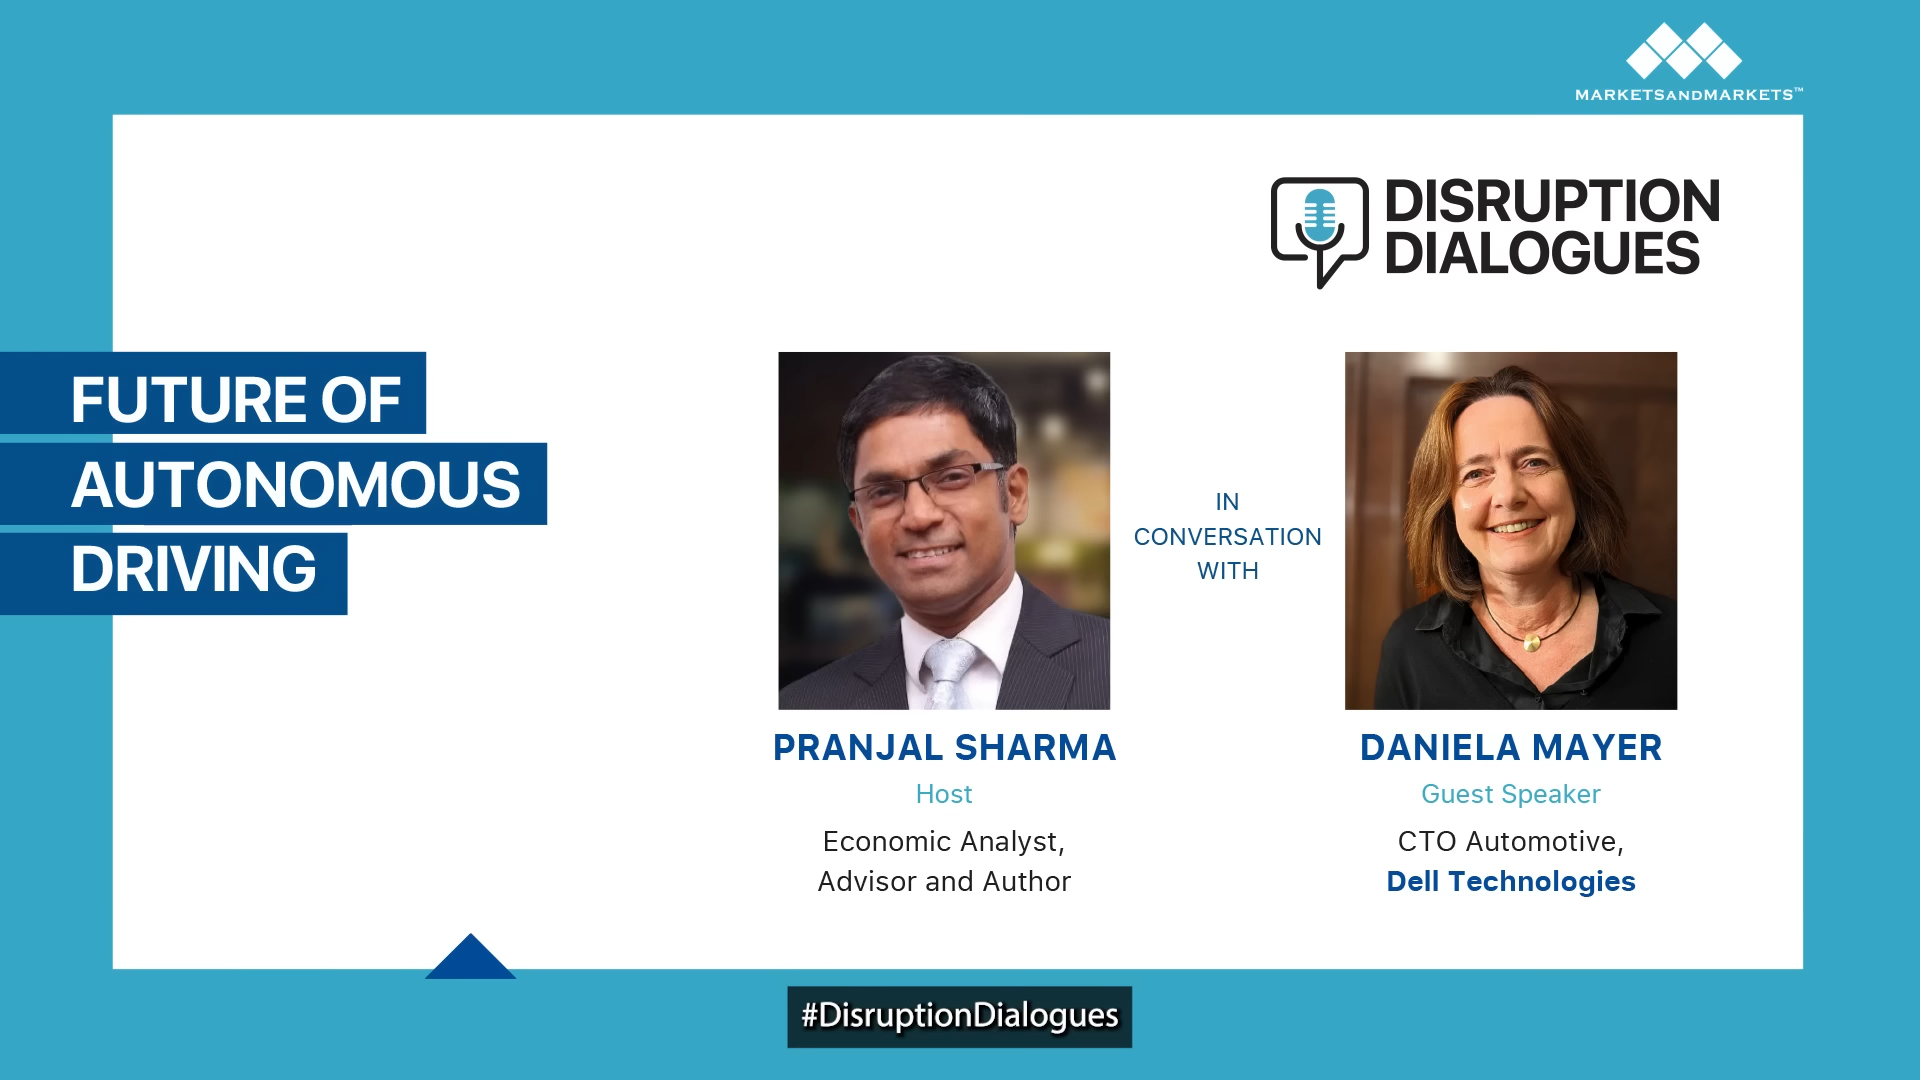 MARKETSANDMARKETS™
DISRUPTION
DIALOGUES
FUTURE OF
AUTONOMOUS
DRIVING
IN
CONVERSATION
WITH
PRANJAL SHARMA
Host
Economic Analyst,
Advisor and Author
DANIELA MAYER
Guest Speaker
CTO Automotive,
Dell Technologies
#DisruptionDialogues